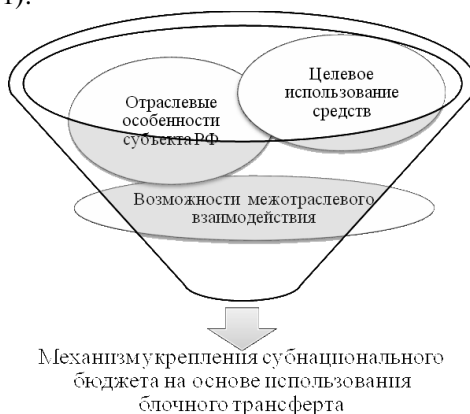 1).
Целевое
использование
средств
Отраслевые
особенности
субъекта РФ
Возможности межотраслевого
взаимодействия
Механизм укрепления субнационального
бюджета на основе использования
блочного трансферта